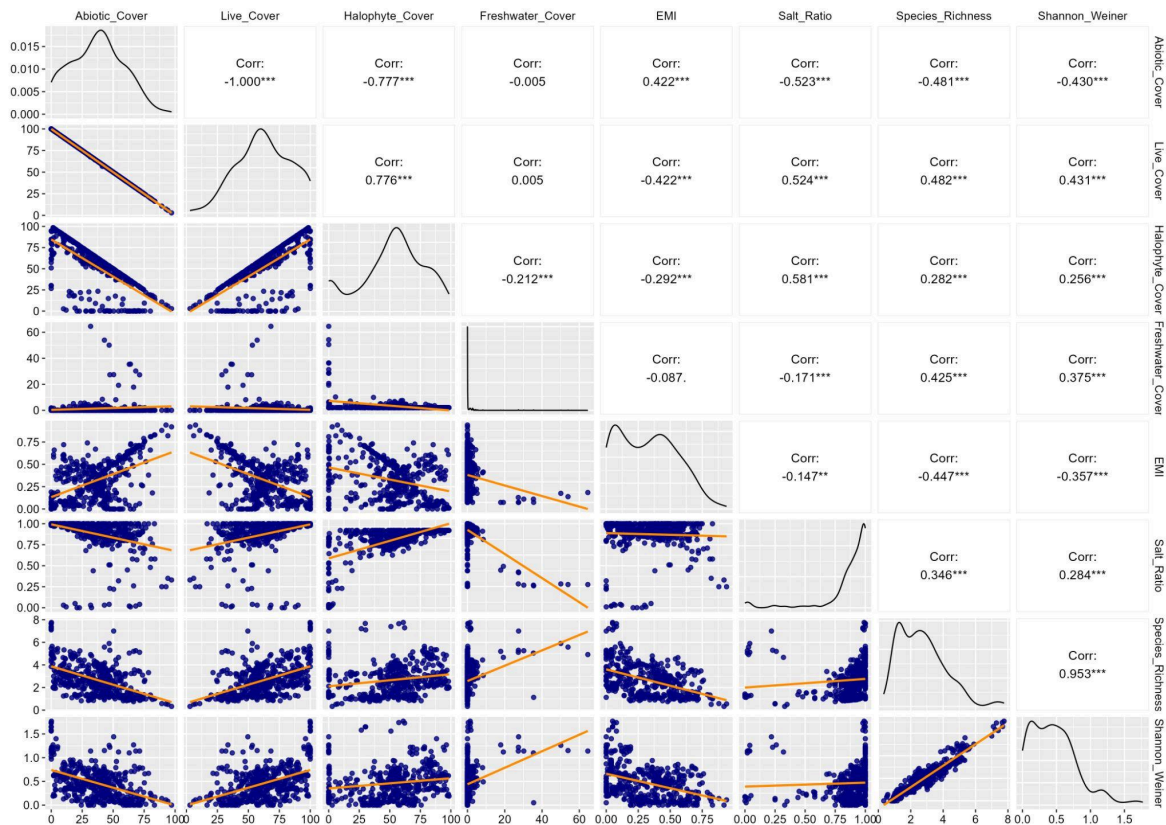 Abiotic_Cover Live_Cover Halophyte_Cover Freshwater_Cover EMI Salt_Ratio Species_Richness Shannon_Weiner
0.015
0.010
0.005
0.000
Corr:
-1.000***
Corr:
-0.777***
Corr:
-0.005
Corr:
0.422***
Corr:
-0.523***
Corr:
-0.481***
Corr:
-0.430***
Abiotic_Cover
100
75
50
25
0
Corr:
0.776***
Corr:
0.005
Corr:
-0.422***
Corr:
0.524***
Corr:
0.482***
Corr:
0.431***
Live_Cover
100
75
50
25
0
Corr:
-0.212***
Corr:
-0.292***
Corr:
0.581***
Corr:
0.282***
Corr:
0.256***
Halophyte_Cover
60
40
20
0
Corr:
-0.087.
Corr:
-0.171***
Corr:
0.425***
Corr:
0.375***
Freshwater_Cover
0.75
0.50
0.25
0.00
Corr:
-0.147**
Corr:
-0.447***
Corr:
-0.357***
EMI
1.00
0.75
0.50
0.25
0.00
Corr:
0.346***
Corr:
0.284***
Salt_Ratio
8
6
4
2
0
Corr:
0.953***
Species_Richness
1.5
1.0
0.5
0.0
Shannon_Weiner
0 25 50 75 100
0 25 50 75 100
0 25 50 75 100
0 20 40 60
0.00 0.25 0.50 0.75
0.00 0.25 0.50 0.75 1.00
0 2 4 6 8
0.0 0.5 1.0 1.5